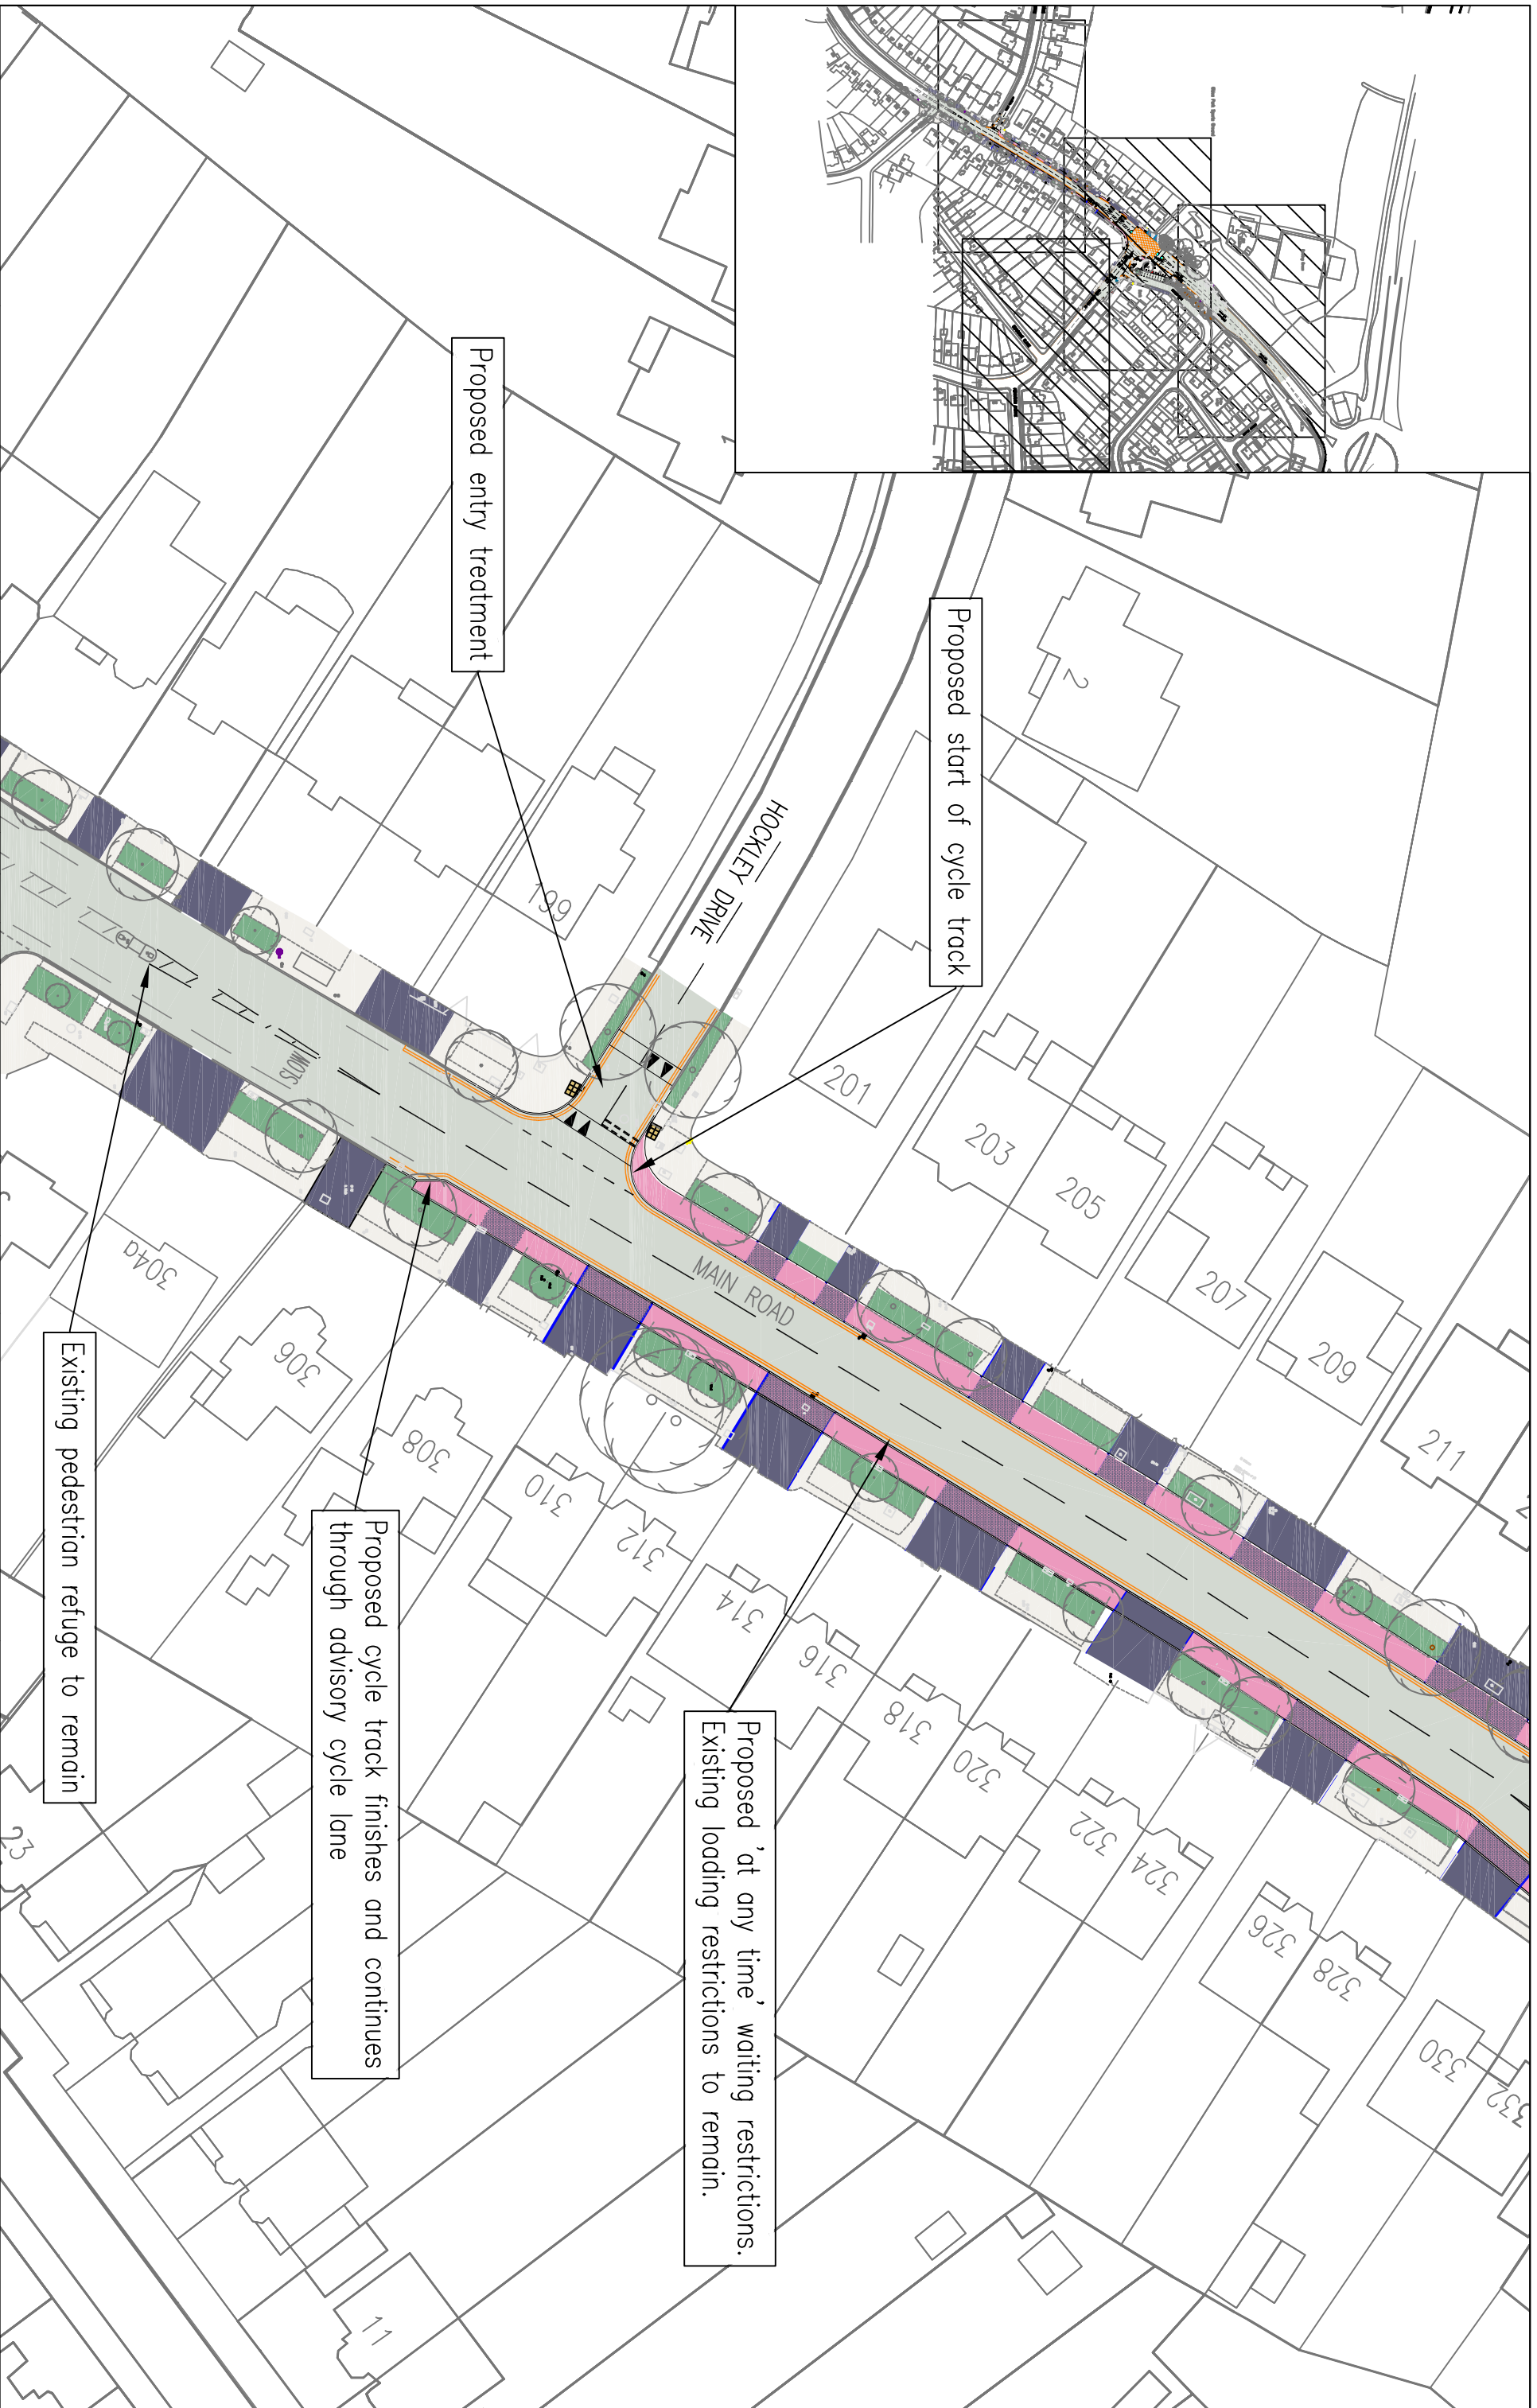 Proposed entry treatment
Proposed start of cycle track
HOCKLEY DRIVE
MAIN ROAD
SLOW
Existing pedestrian refuge to remain
Proposed cycle track finishes and continues
through advisory cycle lane
Proposed 'at any time' waiting restrictions.
Existing loading restrictions to remain.
1
2
199
201
203
205
207
209
211
304a
306
308
310
312
314
316
318
320
322
324
326
328
330
332
23
11